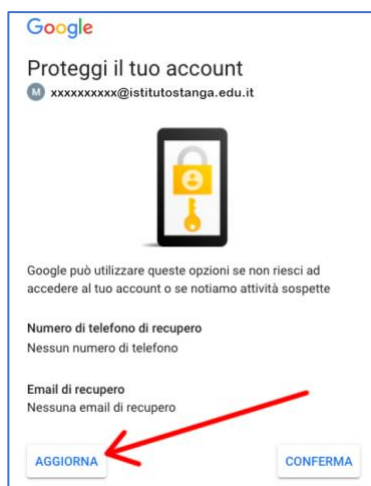 Google
Proteggi il tuo account
M xxxxxxxxxx@istitutostanga.edu.it
Google può utilizzare queste opzioni se non riesci ad
accedere al tuo account o se notiamo attività sospette
Numero di telefono di recupero
Nessun numero di telefono
Email di recupero
Nessuna email di recupero
AGGIORNA CONFERMA